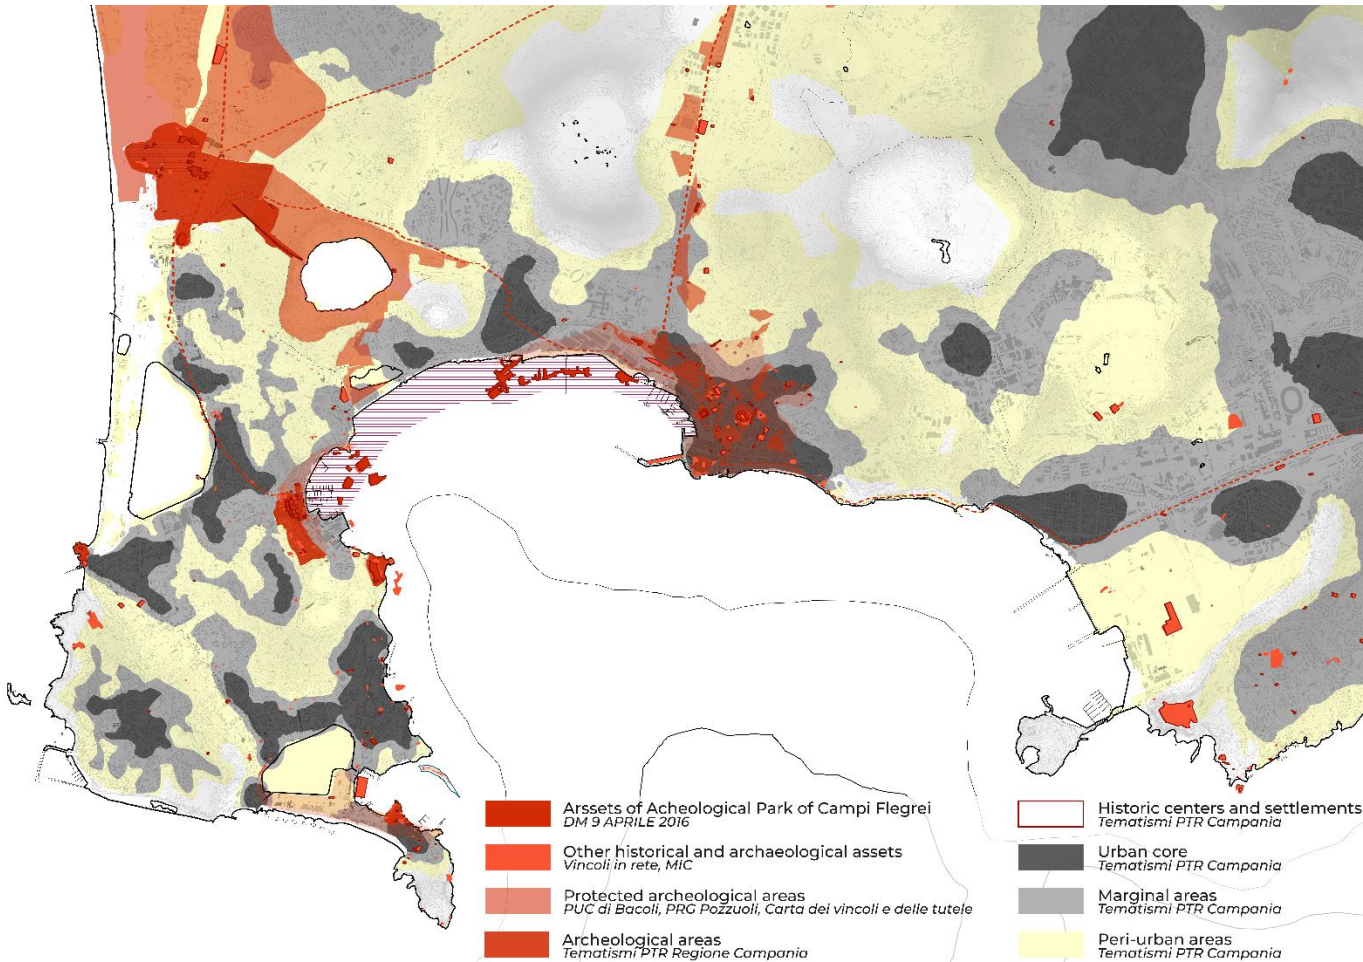 Arssets of Acheological Park of Campi Flegrei
DM 9 APRILE 2016
Other historical and archaeological assets
Vincoli in rete, MIC
Protected archeological areas
PUC di Bacoli, PRG Pozzuoli, Carta dei vincoli e delle tutele
Archeological areas
Tematismi PTR Regione Campania
Historic centers and settlements
Tematismi PTR Campania
Urban core
Tematismi PTR Campania
Marginal areas
Tematismi PTR Campania
Peri-urban areas
Tematismi PTR Campania